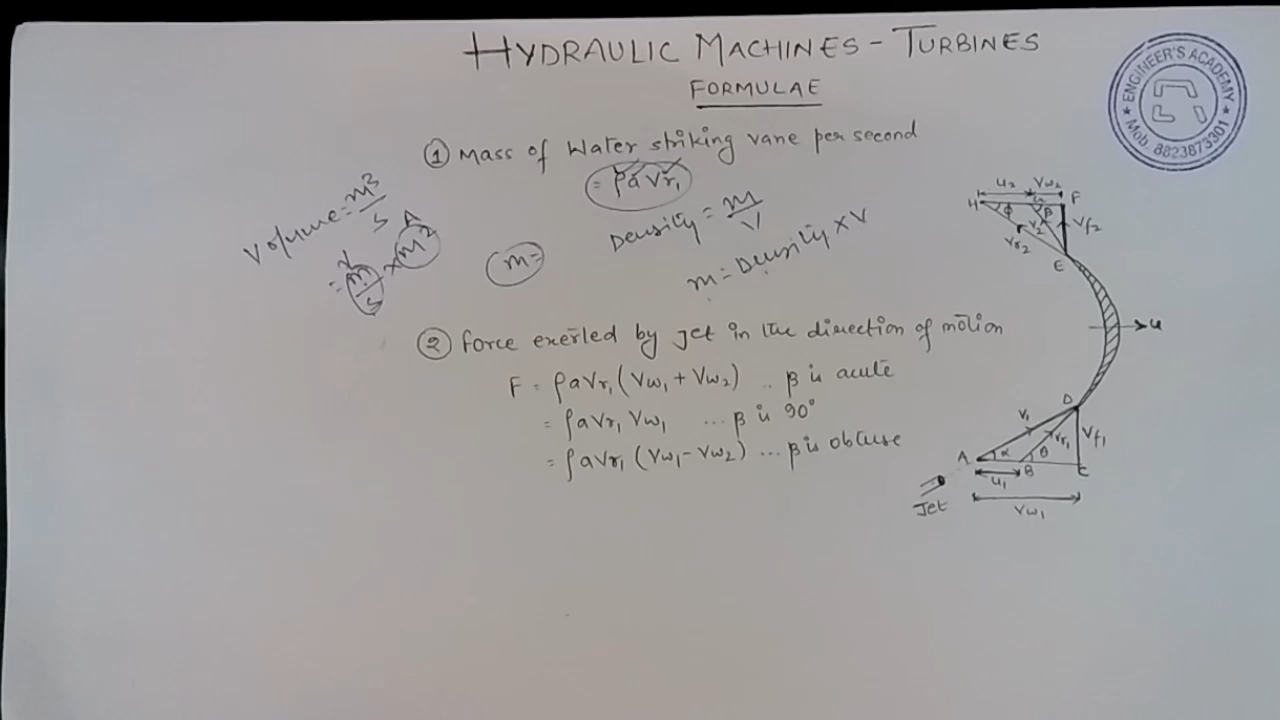 HYDRAULIC MACHINES - TURBINES
FORMULAE
ENGINEER'S ACADEMY
Mob. 8823873301
① Mass of Water striking vane per second
= ρaVr₁
Volume = m³/s
= m/s × m²
V A
m =
Density = m/V
m = Density × V
② Force exerted by jet in the direction of motion
F = ρaVr₁ (Vw₁ + Vw₂) .. β is acute
= ρaVr₁ Vw₁ ... β is 90°
= ρaVr₁ (Vw₁ - Vw₂) ... β is obtuse
u₂ Vw₂
H φ G β F
V₂ Vf₂
Vr₂
E
u
D
V₁ Vr₁ Vf₁
A α θ
B C
u₁
Jet
Vw₁